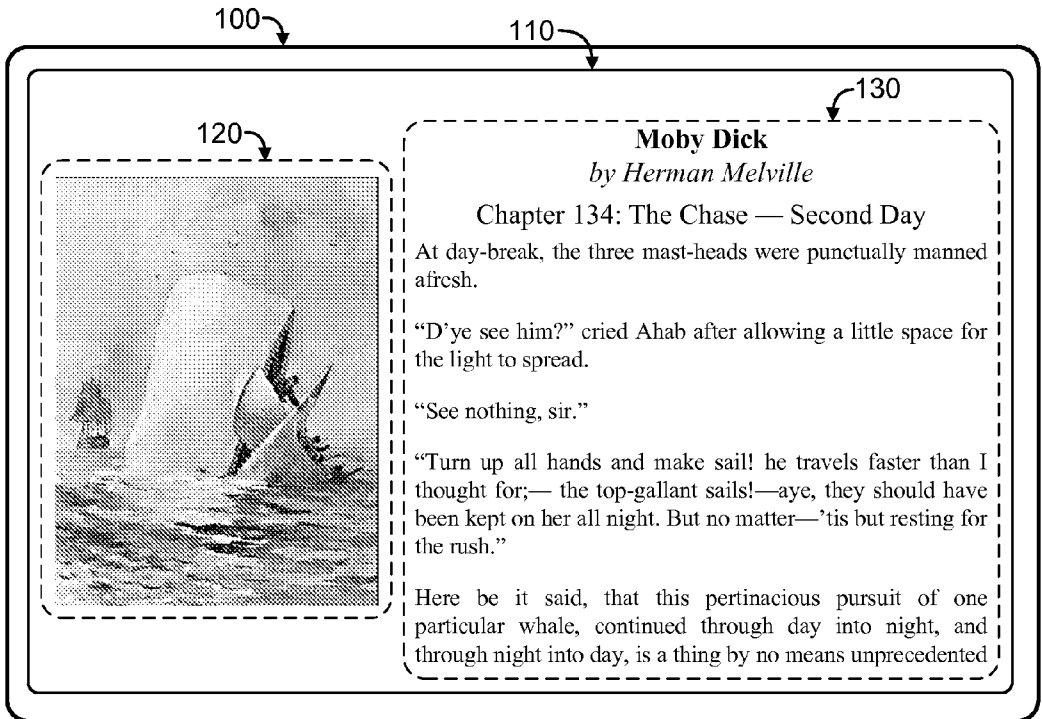 100
110
130
120
Moby Dick
by Herman Melville
Chapter 134: The Chase — Second Day
At day-break, the three mast-heads were punctually manned
afresh.
“D’ye see him?” cried Ahab after allowing a little space for
the light to spread.
“See nothing, sir.”
“Turn up all hands and make sail! he travels faster than I
thought for;— the top-gallant sails!—aye, they should have
been kept on her all night. But no matter—’tis but resting for
the rush.”
Here be it said, that this pertinacious pursuit of one
particular whale, continued through day into night, and
through night into day, is a thing by no means unprecedented